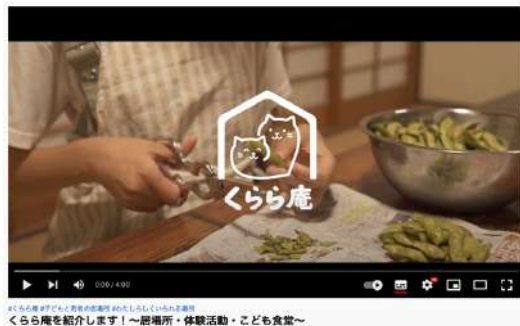 くらら庵
0:00 / 4:00
#くらら庵 #子どもと若者の居場所 #わたしらしくいられる場所
くらら庵を紹介します！～居場所・体験活動・こども食堂～